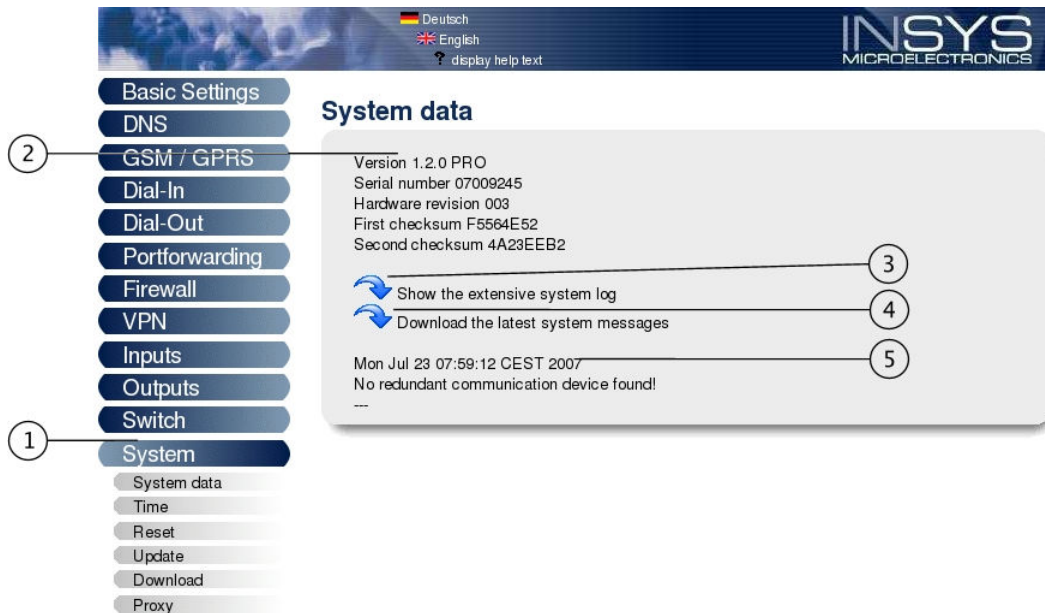 Deutsch
English
? display help text
INSYS
MICROELECTRONICS
Basic Settings
DNS
GSM / GPRS
Dial-In
Dial-Out
Portforwarding
Firewall
VPN
Inputs
Outputs
Switch
System
System data
Time
Reset
Update
Download
Proxy
System data
Version 1.2.0 PRO
Serial number 07009245
Hardware revision 003
First checksum F5564E52
Second checksum 4A23EEB2
Show the extensive system log
Download the latest system messages
Mon Jul 23 07:59:12 CEST 2007
No redundant communication device found!
---
1
2
3
4
5